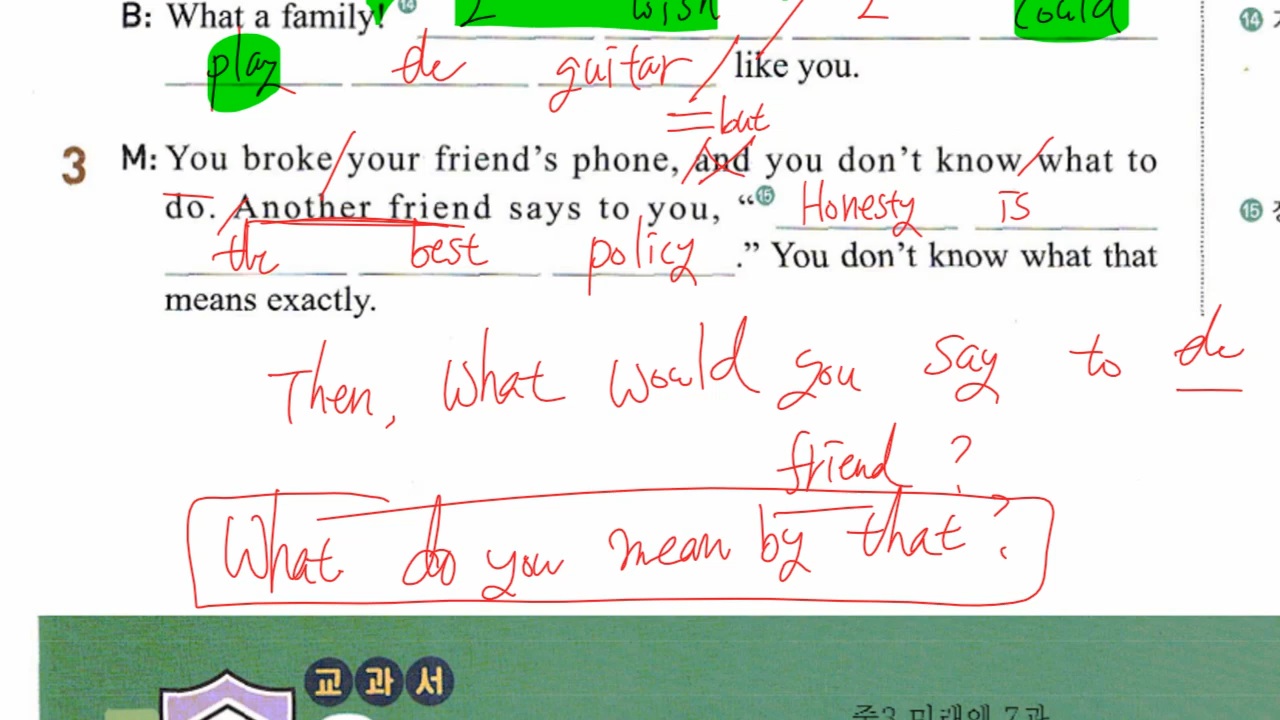 B: What a family! ⑭ I wish I could
play the guitar like you.
= but
3 M: You broke your friend's phone, and you don't know what to
do. Another friend says to you, "⑮ Honesty is
the best policy." You don't know what that
means exactly.
Then, What would you say to the
friend?
What do you mean by that?
교과서
⑭
⑮